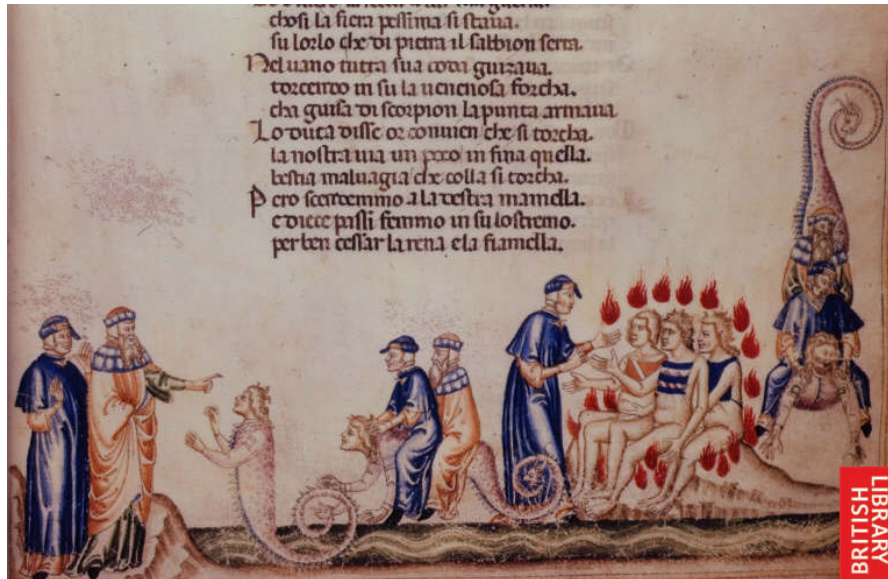 chosi la fiera pessima si staua.
su lorlo che di pietra il sabbion serra.
Nel uano tutta sua coda guizaua.
torcendo in su la uenenosa forcha.
cha guisa di scorpion la punta armaua
Lo duca disse or conuien che si torcha.
la nostra uia un poco in fina quella.
bestia maluagia che colla si corcha.
Pero scendemmo a la destra mamella.
e diece passi femmo in su lostremo.
per ben cessar la rena e la fiamella.
BRITISH
LIBRARY